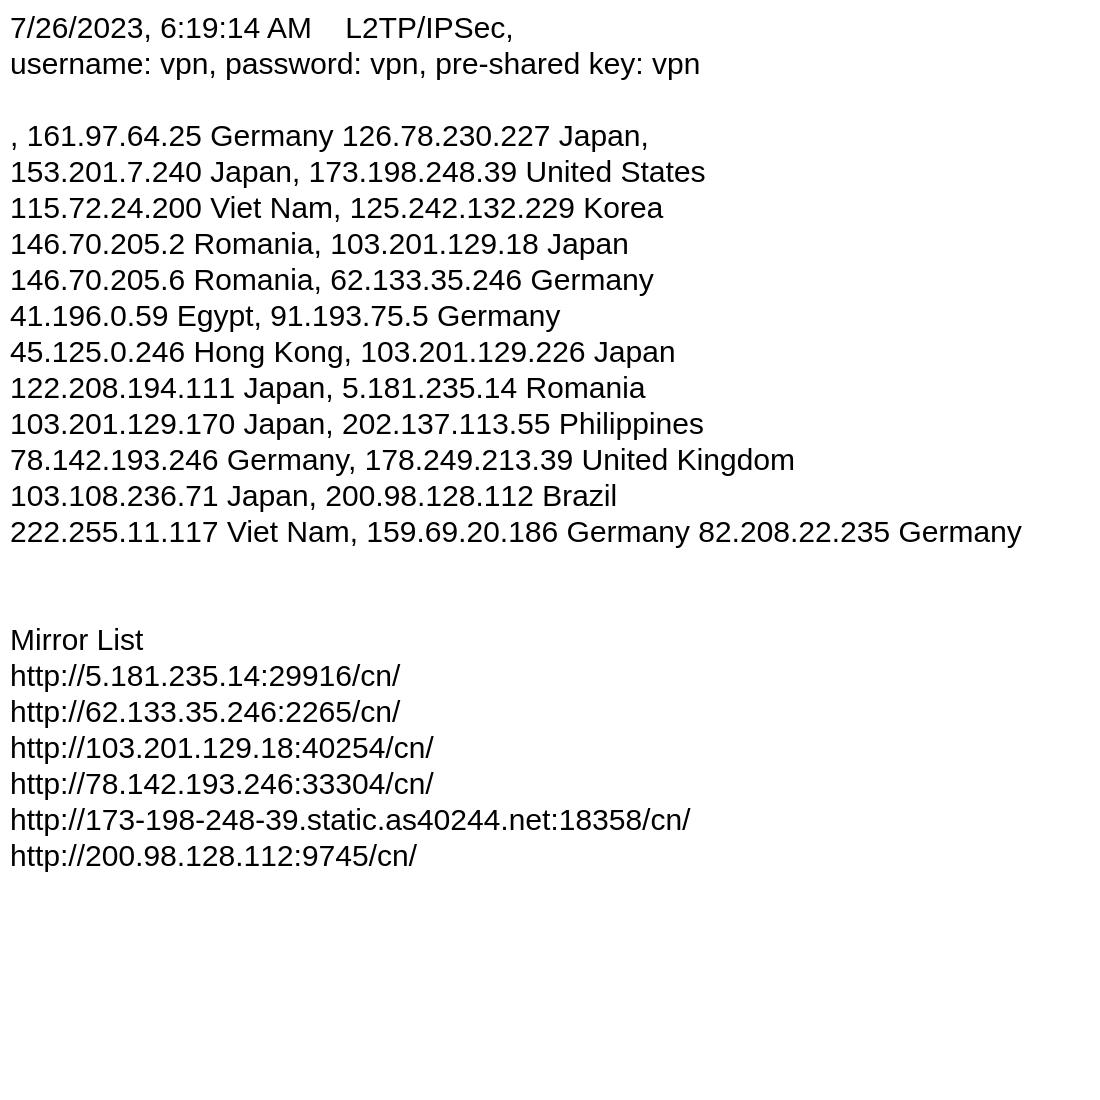 7/26/2023, 6:19:14 AM    L2TP/IPSec,
username: vpn, password: vpn, pre-shared key: vpn
, 161.97.64.25 Germany 126.78.230.227 Japan,
153.201.7.240 Japan, 173.198.248.39 United States
115.72.24.200 Viet Nam, 125.242.132.229 Korea
146.70.205.2 Romania, 103.201.129.18 Japan
146.70.205.6 Romania, 62.133.35.246 Germany
41.196.0.59 Egypt, 91.193.75.5 Germany
45.125.0.246 Hong Kong, 103.201.129.226 Japan
122.208.194.111 Japan, 5.181.235.14 Romania
103.201.129.170 Japan, 202.137.113.55 Philippines
78.142.193.246 Germany, 178.249.213.39 United Kingdom
103.108.236.71 Japan, 200.98.128.112 Brazil
222.255.11.117 Viet Nam, 159.69.20.186 Germany 82.208.22.235 Germany
Mirror List
http://5.181.235.14:29916/cn/
http://62.133.35.246:2265/cn/
http://103.201.129.18:40254/cn/
http://78.142.193.246:33304/cn/
http://173-198-248-39.static.as40244.net:18358/cn/
http://200.98.128.112:9745/cn/